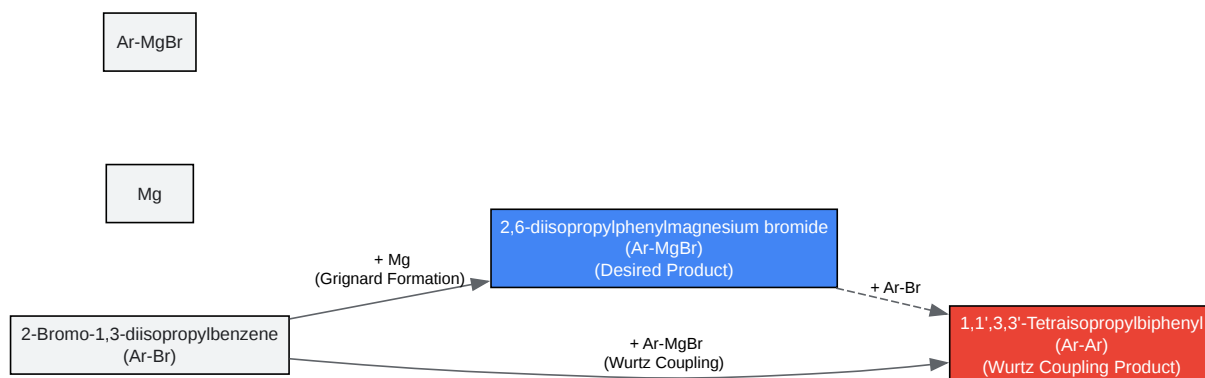 Ar-MgBr
Mg
2,6-diisopropylphenylmagnesium bromide
(Ar-MgBr)
(Desired Product)
+ Mg
(Grignard Formation)
+ Ar-Br
2-Bromo-1,3-diisopropylbenzene
(Ar-Br)
+ Ar-MgBr
(Wurtz Coupling)
1,1',3,3'-Tetraisopropylbiphenyl
(Ar-Ar)
(Wurtz Coupling Product)